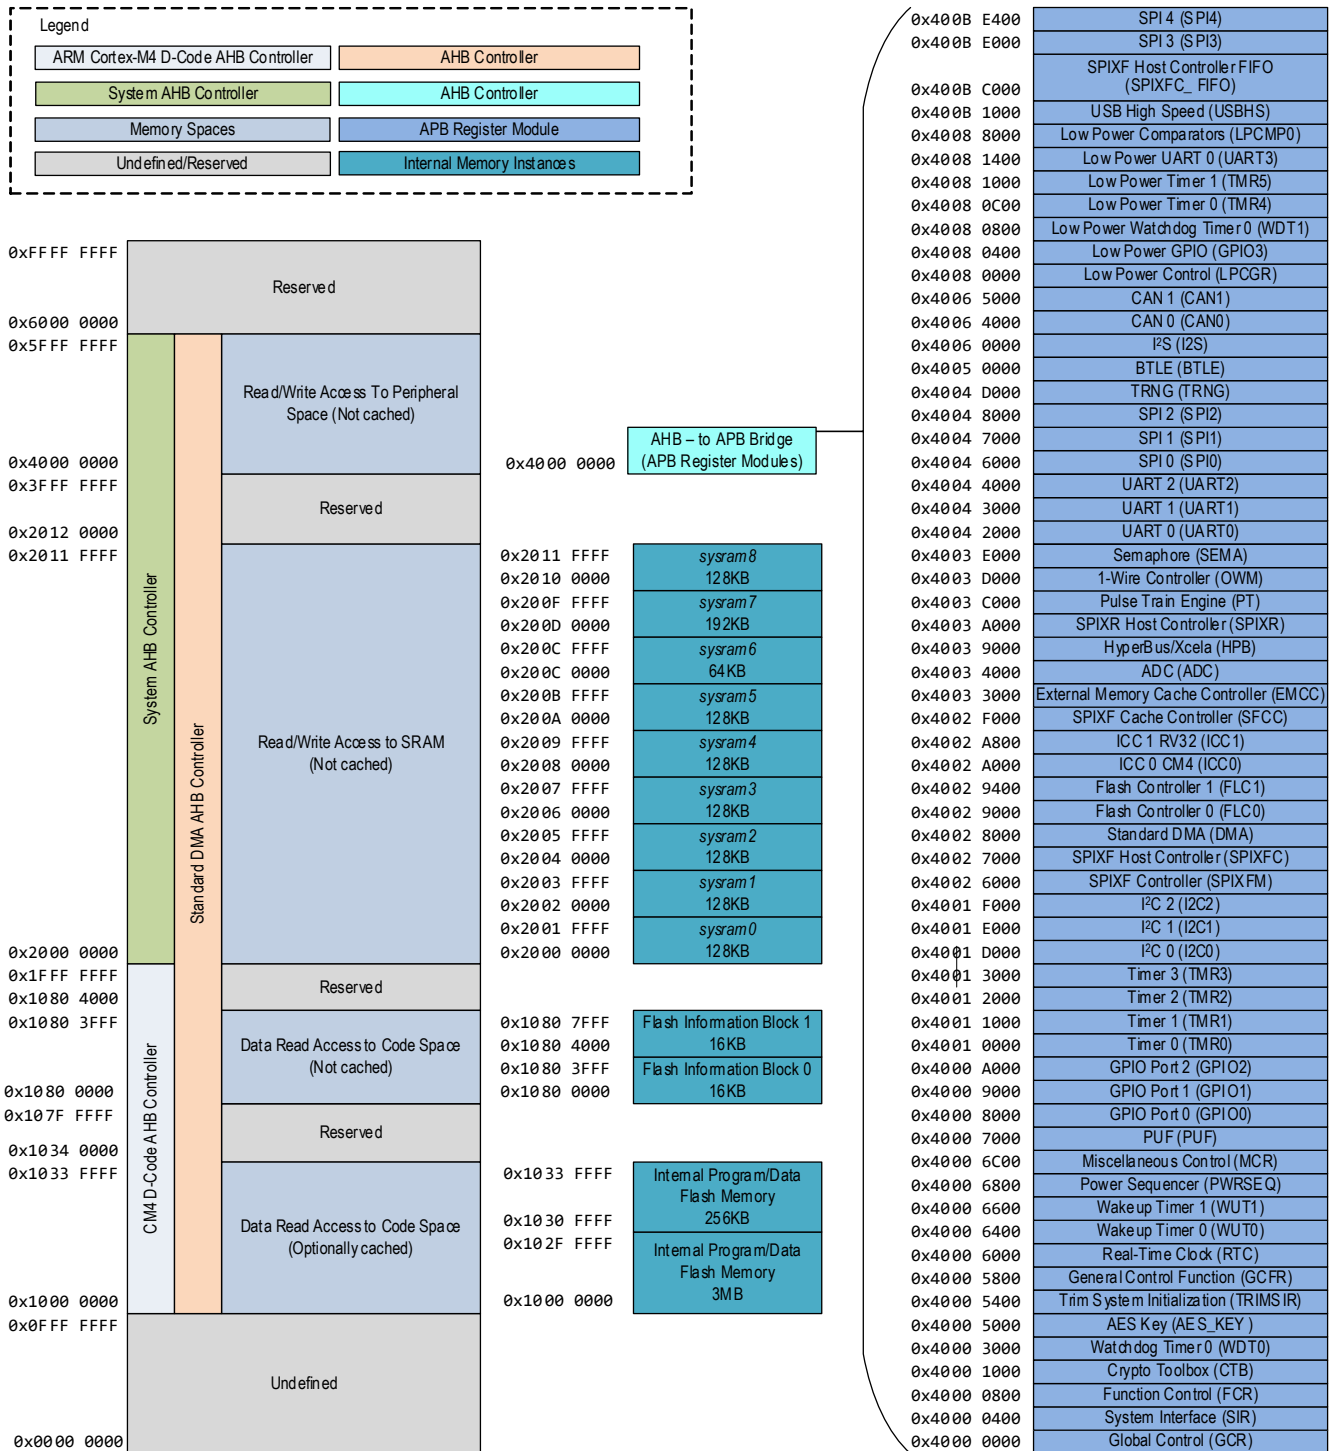 Legend
ARM Cortex-M4 D-Code AHB Controller
AHB Controller
System AHB Controller
AHB Controller
Memory Spaces
APB Register Module
Undefined/Reserved
Internal Memory Instances
0xFFFF FFFF
Reserved
0x6000 0000
0x5FFF FFFF
Read/Write Access To Peripheral
Space (Not cached)
0x4000 0000
0x3FFF FFFF
Reserved
0x2012 0000
0x2011 FFFF
Read/Write Access to SRAM
(Not cached)
0x2000 0000
0x1FFF FFFF
Reserved
0x1080 4000
0x1080 3FFF
Data Read Access to Code Space
(Not cached)
0x1080 0000
0x107F FFFF
Reserved
0x1034 0000
0x1033 FFFF
Data Read Access to Code Space
(Optionally cached)
0x1000 0000
0x0FFF FFFF
Undefined
0x0000 0000
System AHB Controller
CM4 D-Code AHB Controller
Standard DMA AHB Controller
AHB – to APB Bridge
(APB Register Modules)
0x4000 0000
0x2011 FFFF
sysram8
0x2010 0000
128KB
0x200F FFFF
sysram7
0x200D 0000
192KB
0x200C FFFF
sysram6
0x200C 0000
64KB
0x200B FFFF
sysram5
0x200A 0000
128KB
0x2009 FFFF
sysram4
0x2008 0000
128KB
0x2007 FFFF
sysram3
0x2006 0000
128KB
0x2005 FFFF
sysram2
0x2004 0000
128KB
0x2003 FFFF
sysram1
0x2002 0000
128KB
0x2001 FFFF
sysram0
0x2000 0000
128KB
0x1080 7FFF
Flash Information Block 1
0x1080 4000
16KB
0x1080 3FFF
Flash Information Block 0
0x1080 0000
16KB
0x1033 FFFF
Internal Program/Data
Flash Memory
256KB
0x1030 FFFF
0x102F FFFF
Internal Program/Data
Flash Memory
3MB
0x1000 0000
0x400B E400 SPI 4 (SPI4)
0x400B E000 SPI 3 (SPI3)
SPIXF Host Controller FIFO
0x400B C000 (SPIXFC_ FIFO)
0x400B 1000 USB High Speed (USBHS)
0x4008 8000 Low Power Comparators (LPCMP0)
0x4008 1400 Low Power UART 0 (UART3)
0x4008 1000 Low Power Timer 1 (TMR5)
0x4008 0C00 Low Power Timer 0 (TMR4)
0x4008 0800 Low Power Watchdog Timer 0 (WDT1)
0x4008 0400 Low Power GPIO (GPIO3)
0x4008 0000 Low Power Control (LPCGR)
0x4006 5000 CAN 1 (CAN1)
0x4006 4000 CAN 0 (CAN0)
0x4006 0000 I²S (I2S)
0x4005 0000 BTLE (BTLE)
0x4004 D000 TRNG (TRNG)
0x4004 8000 SPI 2 (SPI2)
0x4004 7000 SPI 1 (SPI1)
0x4004 6000 SPI 0 (SPI0)
0x4004 4000 UART 2 (UART2)
0x4004 3000 UART 1 (UART1)
0x4004 2000 UART 0 (UART0)
0x4003 E000 Semaphore (SEMA)
0x4003 D000 1-Wire Controller (OWM)
0x4003 C000 Pulse Train Engine (PT)
0x4003 A000 SPIXR Host Controller (SPIXR)
0x4003 9000 HyperBus/Xcela (HPB)
0x4003 4000 ADC (ADC)
0x4003 3000 External Memory Cache Controller (EMCC)
0x4002 F000 SPIXF Cache Controller (SFCC)
0x4002 A800 ICC 1 RV32 (ICC1)
0x4002 A000 ICC 0 CM4 (ICC0)
0x4002 9400 Flash Controller 1 (FLC1)
0x4002 9000 Flash Controller 0 (FLC0)
0x4002 8000 Standard DMA (DMA)
0x4002 7000 SPIXF Host Controller (SPIXFC)
0x4002 6000 SPIXF Controller (SPIXFM)
0x4001 F000 I²C 2 (I2C2)
0x4001 E000 I²C 1 (I2C1)
0x4001 D000 I²C 0 (I2C0)
0x4001 3000 Timer 3 (TMR3)
0x4001 2000 Timer 2 (TMR2)
0x4001 1000 Timer 1 (TMR1)
0x4001 0000 Timer 0 (TMR0)
0x4000 A000 GPIO Port 2 (GPIO2)
0x4000 9000 GPIO Port 1 (GPIO1)
0x4000 8000 GPIO Port 0 (GPIO0)
0x4000 7000 PUF (PUF)
0x4000 6C00 Miscellaneous Control (MCR)
0x4000 6800 Power Sequencer (PWRSEQ)
0x4000 6600 Wakeup Timer 1 (WUT1)
0x4000 6400 Wakeup Timer 0 (WUT0)
0x4000 6000 Real-Time Clock (RTC)
0x4000 5800 General Control Function (GCFR)
0x4000 5400 Trim System Initialization (TRIMSIR)
0x4000 5000 AES Key (AES_KEY )
0x4000 3000 Watchdog Timer 0 (WDT0)
0x4000 1000 Crypto Toolbox (CTB)
0x4000 0800 Function Control (FCR)
0x4000 0400 System Interface (SIR)
0x4000 0000 Global Control (GCR)